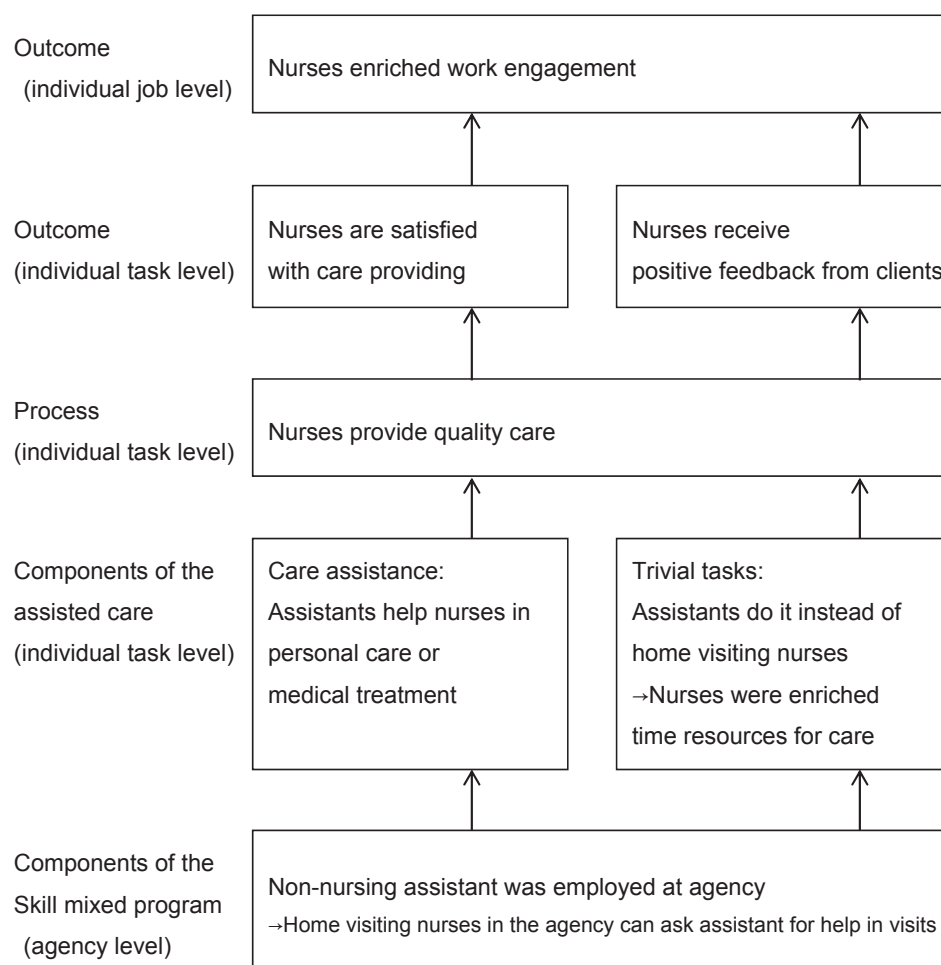 Outcome
(individual job level)
Nurses enriched work engagement
Outcome
(individual task level)
Nurses are satisfied
with care providing
Nurses receive
positive feedback from clients
Process
(individual task level)
Nurses provide quality care
Components of the
assisted care
(individual task level)
Care assistance:
Assistants help nurses in
personal care or
medical treatment
Trivial tasks:
Assistants do it instead of
home visiting nurses
→Nurses were enriched
time resources for care
Components of the
Skill mixed program
(agency level)
Non-nursing assistant was employed at agency
→Home visiting nurses in the agency can ask assistant for help in visits